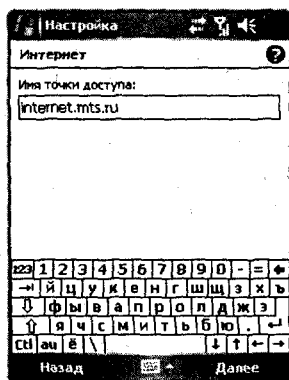 Настройка
Интернет
Имя точки доступа:
internet.mts.ru
123 1 2 3 4 5 6 7 8 9 0 - =
й ц у к е н г ш щ з х ъ
ф ы в а п р о л д ж э
я ч с м и т ь б ю .
Ctl ац ё \
Назад Далее